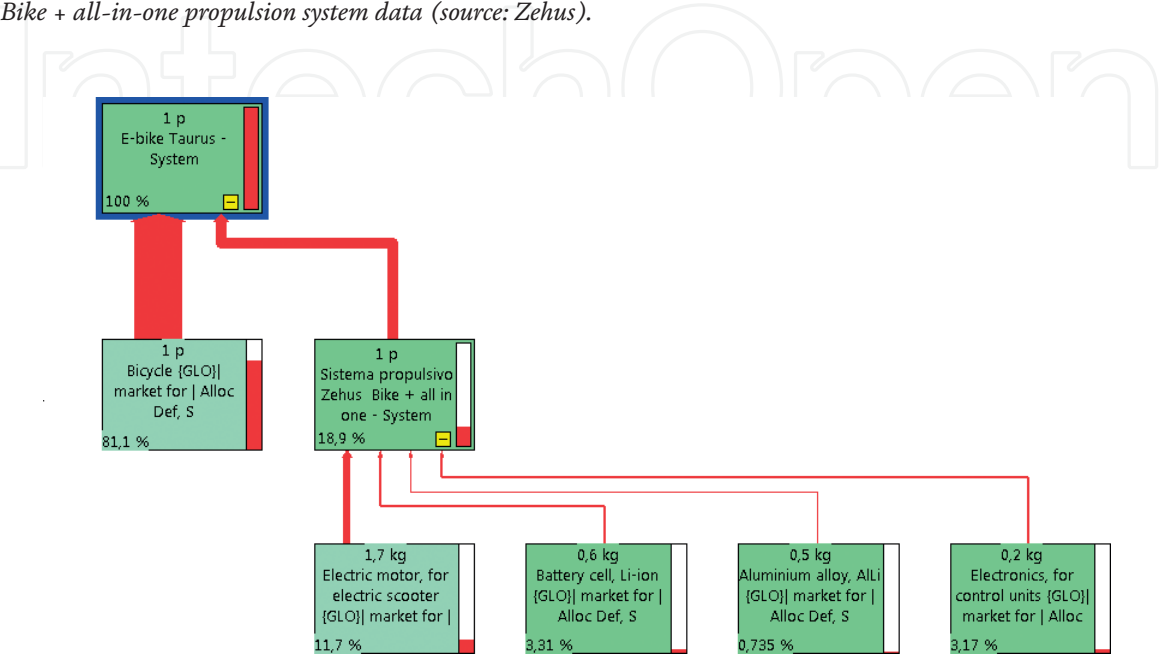 Bike + all-in-one propulsion system data (source: Zehus).
IntechOpen
1 p
E-bike Taurus -
System
100 %
1 p
Bicycle {GLO}|
market for | Alloc
Def, S
81,1 %
1 p
Sistema propulsivo
Zehus Bike + all in
one - System
18,9 %
1,7 kg
Electric motor, for
electric scooter
{GLO}| market for |
11,7 %
0,6 kg
Battery cell, Li-ion
{GLO}| market for |
Alloc Def, S
3,31 %
0,5 kg
Aluminium alloy, AlLi
{GLO}| market for |
Alloc Def, S
0,735 %
0,2 kg
Electronics, for
control units {GLO}|
market for | Alloc
3,17 %